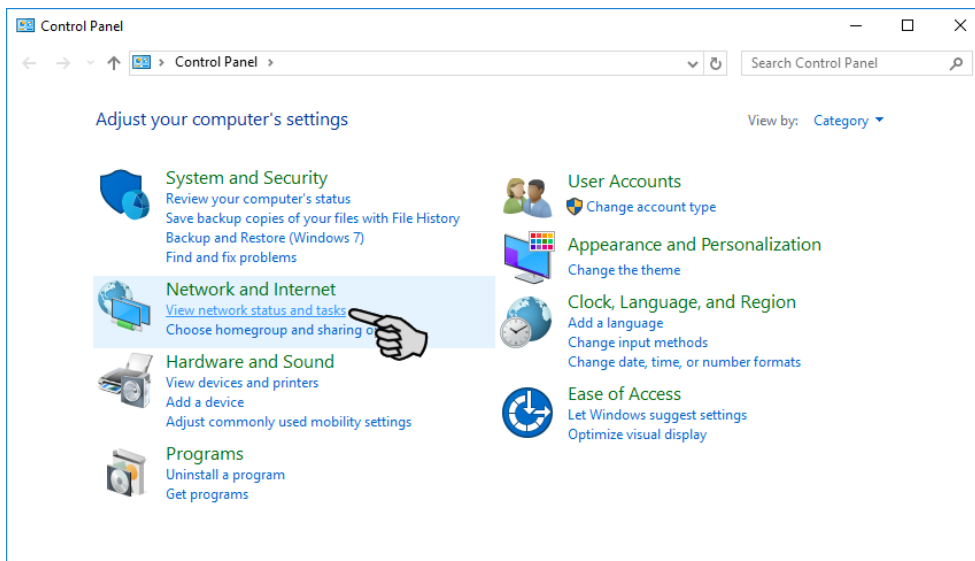 Control Panel
Control Panel
Search Control Panel
Adjust your computer's settings
View by: Category
System and Security
Review your computer's status
Save backup copies of your files with File History
Backup and Restore (Windows 7)
Find and fix problems
Network and Internet
View network status and tasks
Choose homegroup and sharing
Hardware and Sound
View devices and printers
Add a device
Adjust commonly used mobility settings
Programs
Uninstall a program
Get programs
User Accounts
Change account type
Appearance and Personalization
Change the theme
Clock, Language, and Region
Add a language
Change input methods
Change date, time, or number formats
Ease of Access
Let Windows suggest settings
Optimize visual display